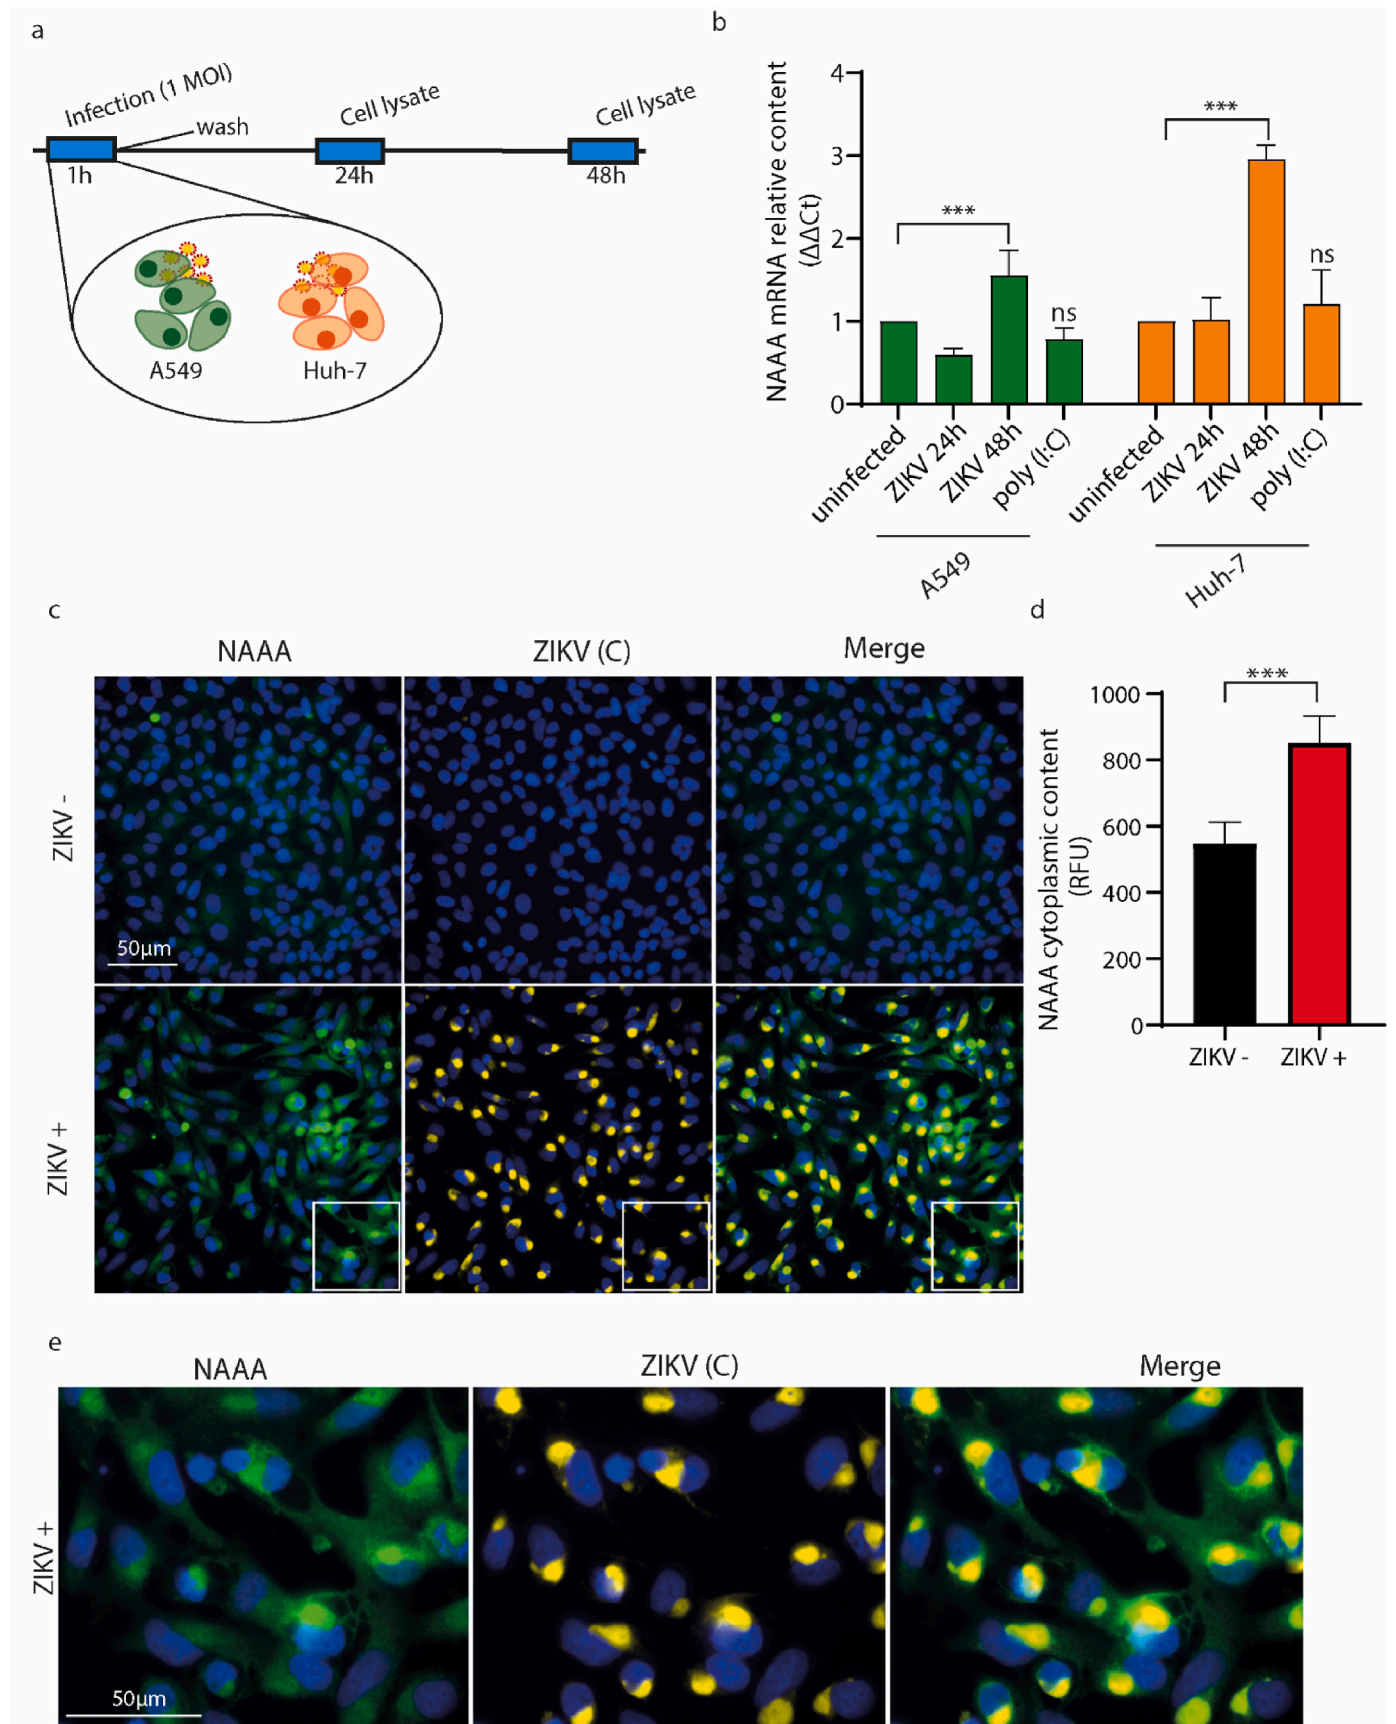 a
Infection (1 MOI)
wash
Cell lysate
Cell lysate
1h
24h
48h
A549
Huh-7
b
NAAA mRNA relative content
(ΔΔCt)
4
3
2
1
0
***
ns
***
ns
uninfected
ZIKV 24h
ZIKV 48h
poly (I:C)
uninfected
ZIKV 24h
ZIKV 48h
poly (I:C)
A549
Huh-7
c
NAAA
ZIKV (C)
Merge
ZIKV -
50μm
ZIKV +
d
***
NAAA cytoplasmic content
(RFU)
1000
800
600
400
200
0
ZIKV -
ZIKV +
e
NAAA
ZIKV (C)
Merge
ZIKV +
50μm